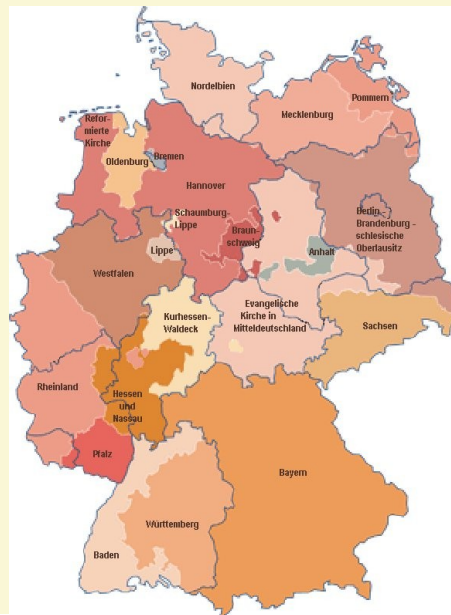 Nordelbien
Pommern
Mecklenburg
Refor-
mierte
Kirche
Oldenburg
Bremen
Hannover
Berlin
Brandenburg-
schlesische
Oberlausitz
Schaumburg-
Lippe
Braun-
schweig
Lippe
Anhalt
Westfalen
Evangelische
Kirche in
Mitteldeutschland
Kurhessen-
Waldeck
Sachsen
Rheinland
Hessen
und
Nassau
Pfalz
Bayern
Württemberg
Baden